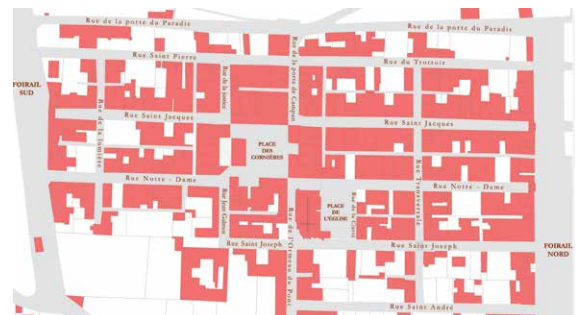 Rue de la porte du Paradis
Rue de la porte du Paradis
Rue Saint Pierre
Rue du Trottoir
FOIRAIL
SUD
Rue de la lumière
Rue de la justice
Rue de la porte de Campan
Rue Saint Jacques
Rue Saint Jacques
PLACE
DES
CORNIÈRES
Rue Transversale
Rue Notre - Dame
Rue Notre - Dame
Rue Jean Galmot
PLACE
DE
L'ÉGLISE
Rue de la Cure
Rue de l'Ormeau du Pont
Rue Saint Joseph
Rue Saint Joseph
FOIRAIL
NORD
Rue Saint André